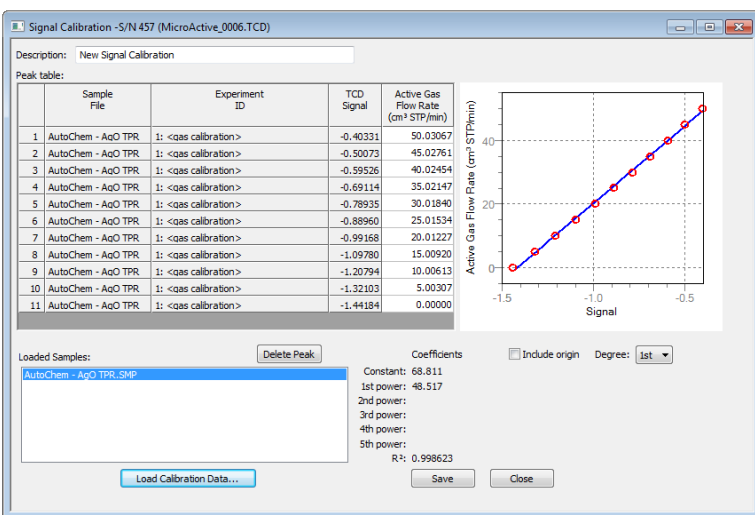 Signal Calibration -S/N 457 (MicroActive_0006.TCD)
Description: New Signal Calibration
Peak table:
Sample File Experiment ID TCD Signal Active Gas Flow Rate (cm³ STP/min)
1 AutoChem - AgO TPR 1: <gas calibration> -0.40331 50.03067
2 AutoChem - AgO TPR 1: <gas calibration> -0.50073 45.02761
3 AutoChem - AgO TPR 1: <gas calibration> -0.59526 40.02454
4 AutoChem - AgO TPR 1: <gas calibration> -0.69114 35.02147
5 AutoChem - AgO TPR 1: <gas calibration> -0.78935 30.01840
6 AutoChem - AgO TPR 1: <gas calibration> -0.88960 25.01534
7 AutoChem - AgO TPR 1: <gas calibration> -0.99168 20.01227
8 AutoChem - AgO TPR 1: <gas calibration> -1.09780 15.09920
9 AutoChem - AgO TPR 1: <gas calibration> -1.20794 10.00613
10 AutoChem - AgO TPR 1: <gas calibration> -1.32103 5.00307
11 AutoChem - AgO TPR 1: <gas calibration> -1.44184 0.00000
Active Gas Flow Rate (cm³ STP/min)
40
20
0
-1.5 -1.0 -0.5
Signal
Loaded Samples: Delete Peak
AutoChem - AgO TPR.SMP
Load Calibration Data...
Coefficients Include origin Degree: 1st
Constant: 68.811
1st power: 48.517
2nd power:
3rd power:
4th power:
5th power:
R²: 0.998623
Save Close